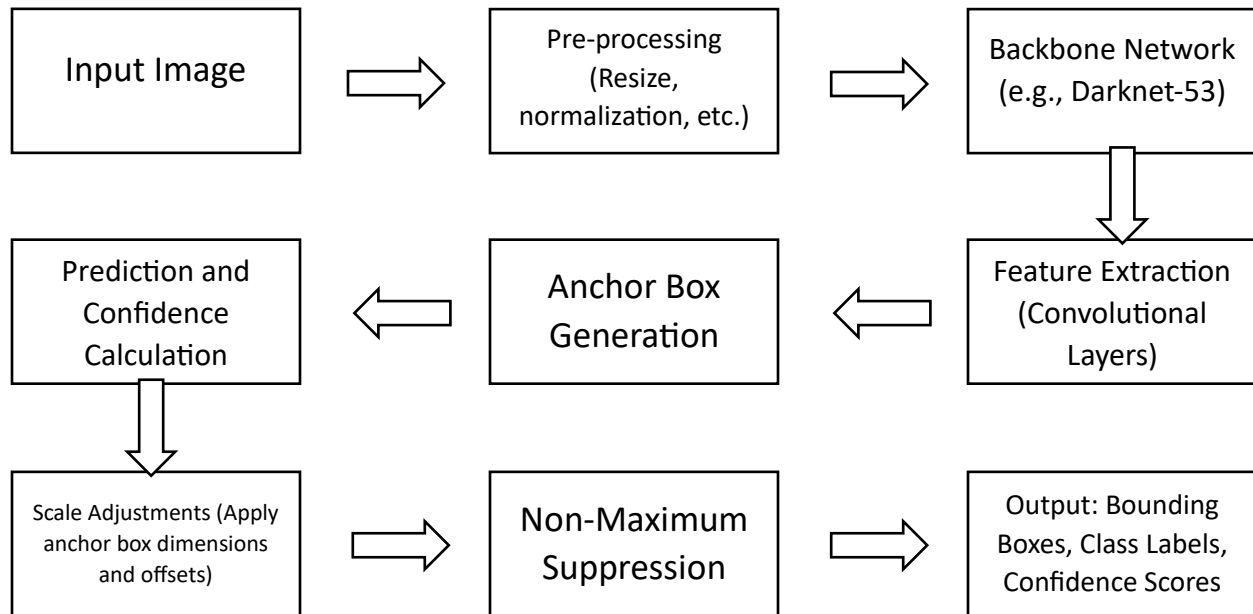 Input Image
Pre-processing
(Resize,
normalization, etc.)
Backbone Network
(e.g., Darknet-53)
Prediction and
Confidence
Calculation
Anchor Box
Generation
Feature Extraction
(Convolutional
Layers)
Scale Adjustments (Apply
anchor box dimensions
and offsets)
Non-Maximum
Suppression
Output: Bounding
Boxes, Class Labels,
Confidence Scores